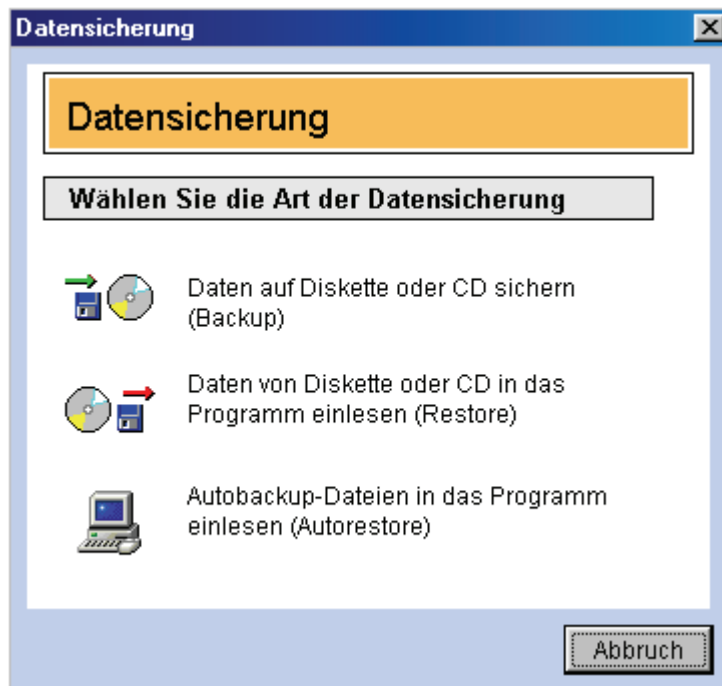 Datensicherung
Datensicherung
Wählen Sie die Art der Datensicherung
Daten auf Diskette oder CD sichern
(Backup)
Daten von Diskette oder CD in das
Programm einlesen (Restore)
Autobackup-Dateien in das Programm
einlesen (Autorestore)
Abbruch